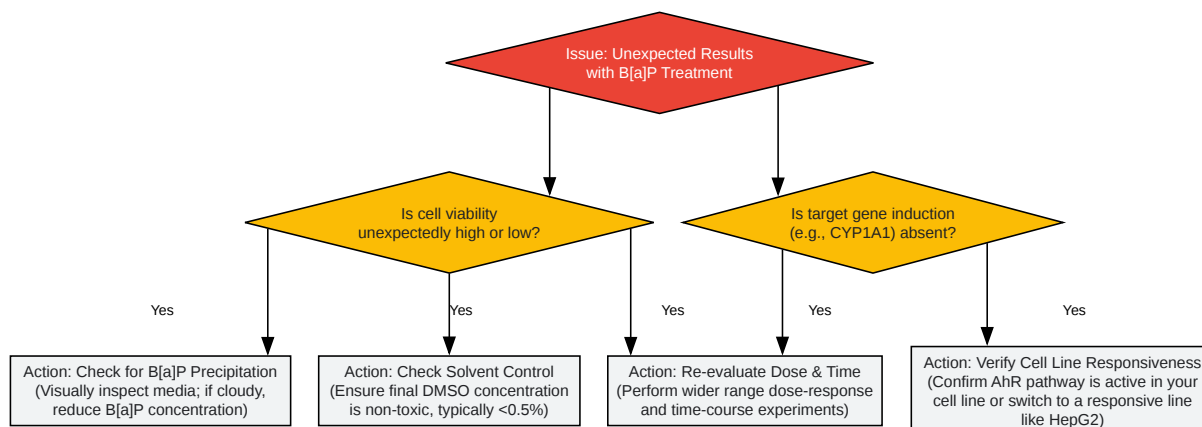 Issue: Unexpected Results
with B[a]P Treatment
Is cell viability
unexpectedly high or low?
Is target gene induction
(e.g., CYP1A1) absent?
Yes
Yes
Yes
Yes
Yes
Action: Check for B[a]P Precipitation
(Visually inspect media; if cloudy,
reduce B[a]P concentration)
Action: Check Solvent Control
(Ensure final DMSO concentration
is non-toxic, typically <0.5%)
Action: Re-evaluate Dose & Time
(Perform wider range dose-response
and time-course experiments)
Action: Verify Cell Line Responsiveness
(Confirm AhR pathway is active in your
cell line or switch to a responsive line
like HepG2)